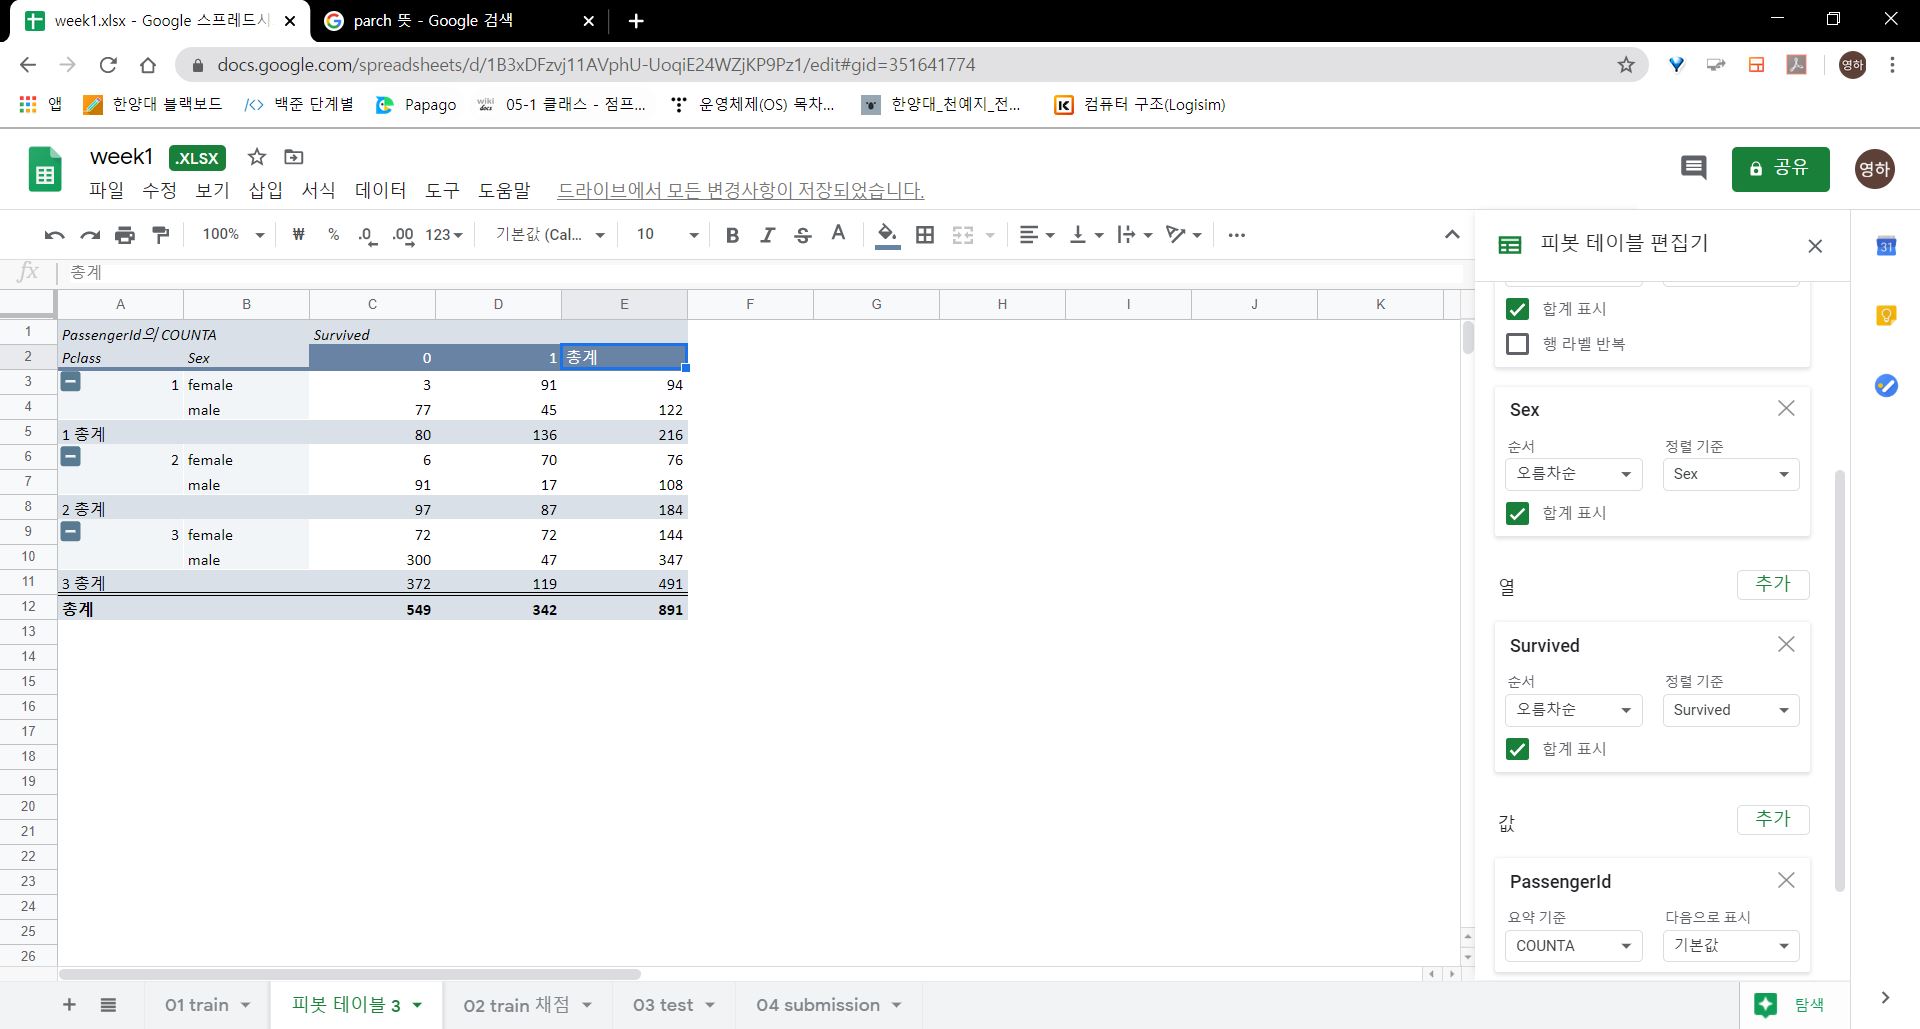 week1.xlsx - Google 스프레드시
parch 뜻 - Google 검색
docs.google.com/spreadsheets/d/1B3xDFzvj11AVphU-UoqiE24WZjKP9Pz1/edit#gid=351641774
영하
앱 한양대 블랙보드 백준 단계별 Papago 05-1 클래스 - 점프... 운영체제(OS) 목차... 한양대_천예지_전... 컴퓨터 구조(Logisim)
week1 .XLSX
공유
영하
파일 수정 보기 삽입 서식 데이터 도구 도움말 드라이브에서 모든 변경사항이 저장되었습니다.
100% ₩ % .0 .00 123 기본값 (Cal... 10 B I S A
fx 총계
A B C D E F G H I J K
1 PassengerId의 COUNTA Survived
2 Pclass Sex 0 1 총계
3 1 female 3 91 94
4 male 77 45 122
5 1 총계 80 136 216
6 2 female 6 70 76
7 male 91 17 108
8 2 총계 97 87 184
9 3 female 72 72 144
10 male 300 47 347
11 3 총계 372 119 491
12 총계 549 342 891
13
14
15
16
17
18
19
20
21
22
23
24
25
26
피봇 테이블 편집기
합계 표시
행 라벨 반복
Sex
순서 정렬 기준
오름차순 Sex
합계 표시
열 추가
Survived
순서 정렬 기준
오름차순 Survived
합계 표시
값 추가
PassengerId
요약 기준 다음으로 표시
COUNTA 기본값
31
01 train 피봇 테이블 3 02 train 채점 03 test 04 submission
탐색